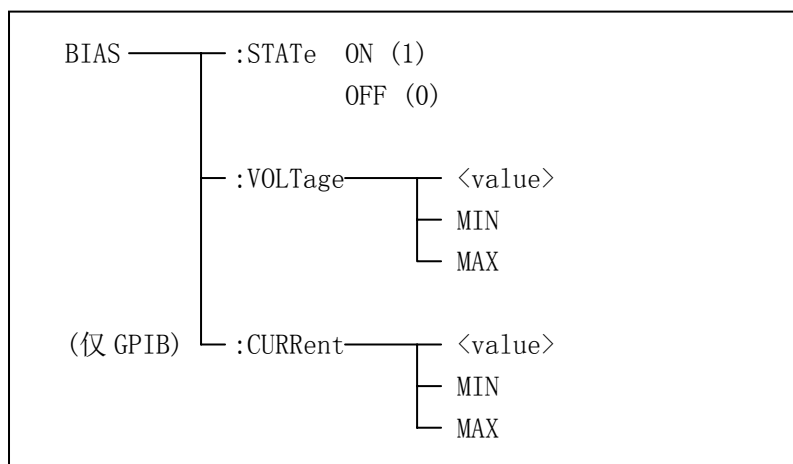 BIAS :STATe ON (1)
OFF (0)
:VOLTage <value>
MIN
MAX
(仅 GPIB) :CURRent <value>
MIN
MAX